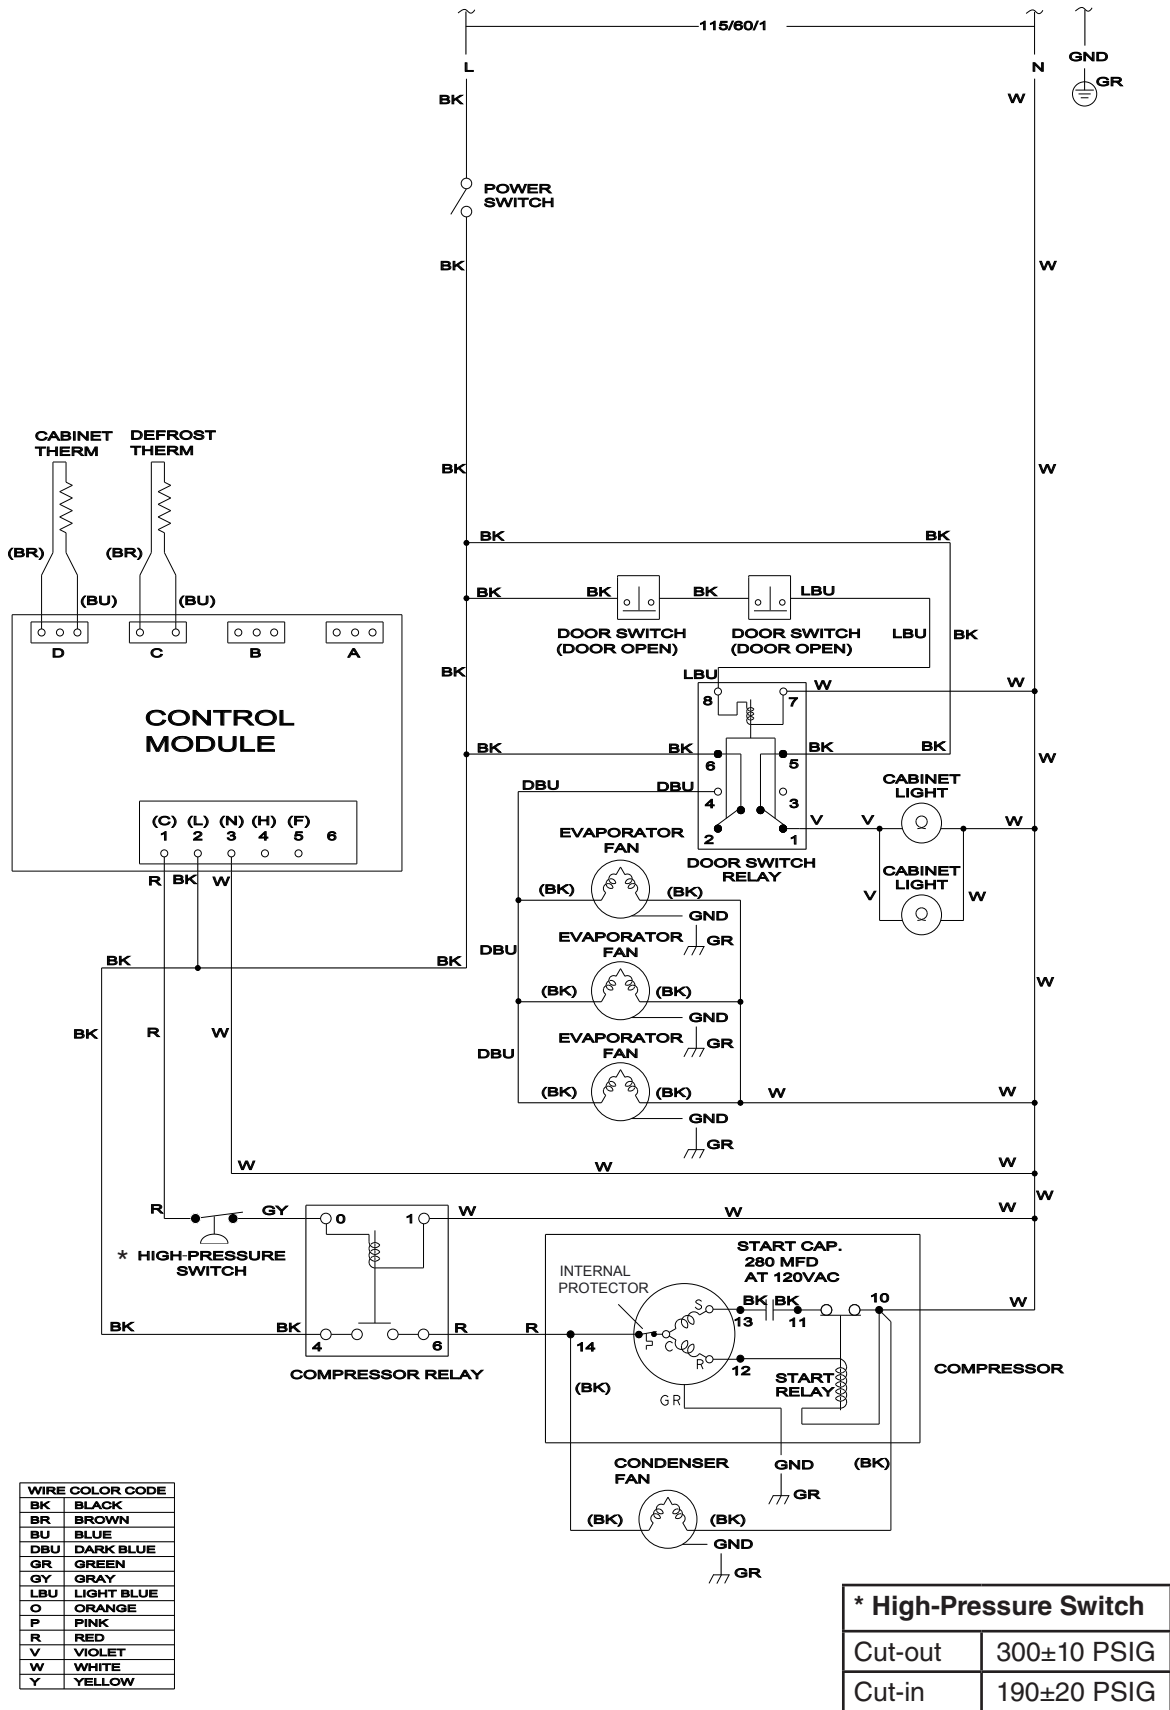 115/60/1
L
N
GND
GR
BK
W
POWER
SWITCH
BK
W
CABINET
THERM
DEFROST
THERM
BK
W
(BR)
(BR)
(BU)
(BU)
BK
BK
BK
BK
BK
LBU
DOOR SWITCH
(DOOR OPEN)
DOOR SWITCH
(DOOR OPEN)
LBU
BK
D
C
B
A
BK
LBU
8
7
W
W
CONTROL
MODULE
BK
BK
6
5
BK
BK
W
DBU
DBU
4
3
CABINET
LIGHT
(C)
(L)
(N)
(H)
(F)
1
2
3
4
5
6
EVAPORATOR
FAN
2
1
V
V
W
DOOR SWITCH
RELAY
CABINET
LIGHT
R
BK
W
(BK)
(BK)
V
W
GND
GR
DBU
EVAPORATOR
FAN
BK
BK
(BK)
(BK)
W
GND
GR
BK
R
W
DBU
EVAPORATOR
FAN
(BK)
(BK)
W
W
GND
GR
W
W
W
W
R
GY
0
1
W
W
W
* HIGH-PRESSURE
SWITCH
START CAP.
280 MFD
AT 120VAC
INTERNAL
PROTECTOR
S
BK
BK
10
W
13
11
BK
BK
4
6
R
R
14
C
R
12
COMPRESSOR RELAY
START
RELAY
COMPRESSOR
(BK)
GR
CONDENSER
FAN
GND
GR
(BK)
(BK)
(BK)
GND
GR
WIRE COLOR CODE
BK BLACK
BR BROWN
BU BLUE
DBU DARK BLUE
GR GREEN
GY GRAY
LBU LIGHT BLUE
O ORANGE
P PINK
R RED
V VIOLET
W WHITE
Y YELLOW
* High-Pressure Switch
Cut-out 300±10 PSIG
Cut-in 190±20 PSIG